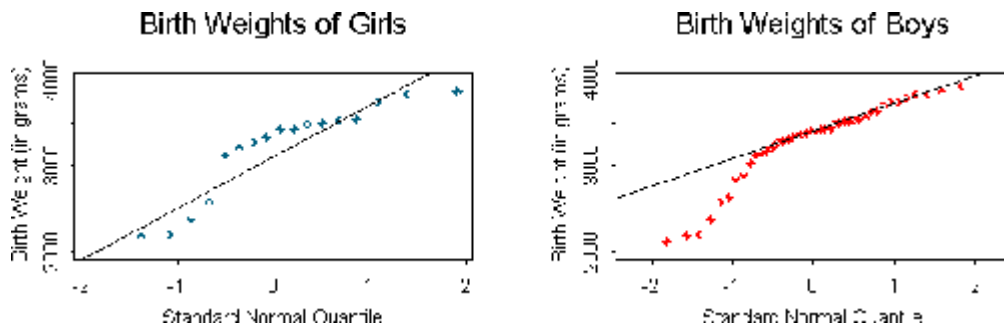 Birth Weights of Girls
Birth Weight (in grams)
4000
3000
2000
-2 -1 0 1 2
Standard Normal Quantile
Birth Weights of Boys
Birth Weight (in grams)
4000
3000
2000
-2 -1 0 1 2
Standard Normal Quantile